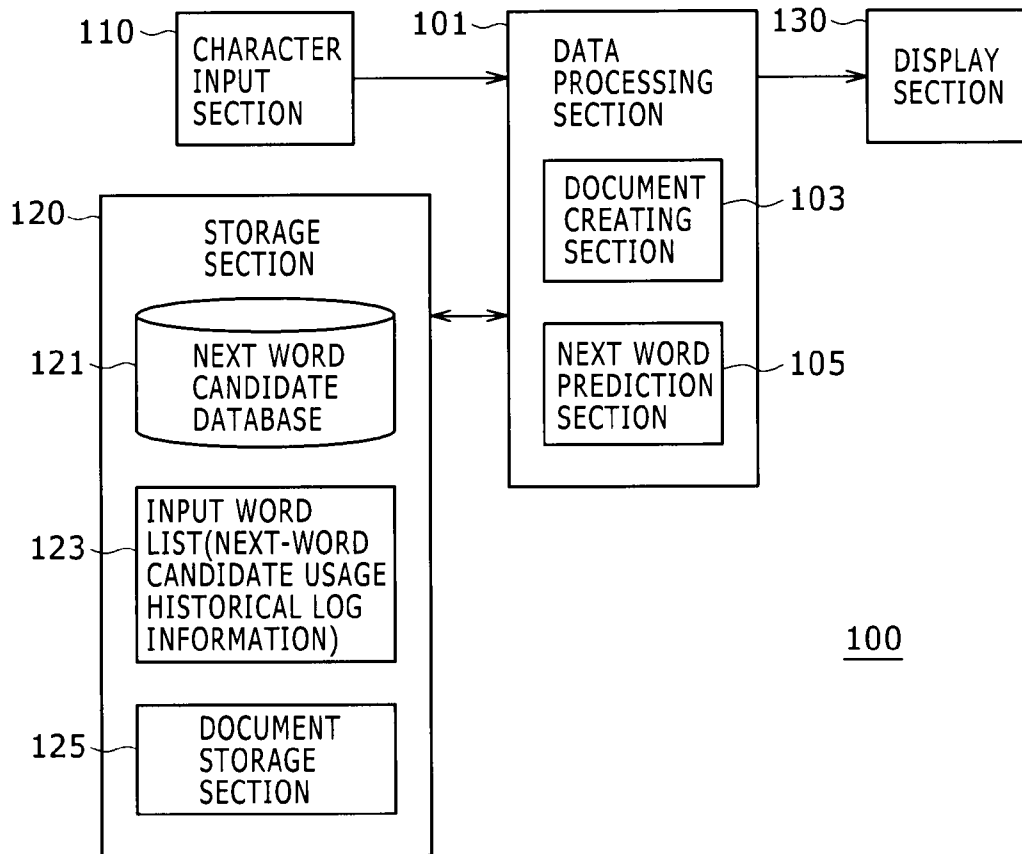 110
CHARACTER
INPUT
SECTION
101
DATA
PROCESSING
SECTION
130
DISPLAY
SECTION
DOCUMENT
CREATING
SECTION
103
NEXT WORD
PREDICTION
SECTION
105
120
STORAGE
SECTION
121
NEXT WORD
CANDIDATE
DATABASE
123
INPUT WORD
LIST(NEXT-WORD
CANDIDATE USAGE
HISTORICAL LOG
INFORMATION)
125
DOCUMENT
STORAGE
SECTION
100